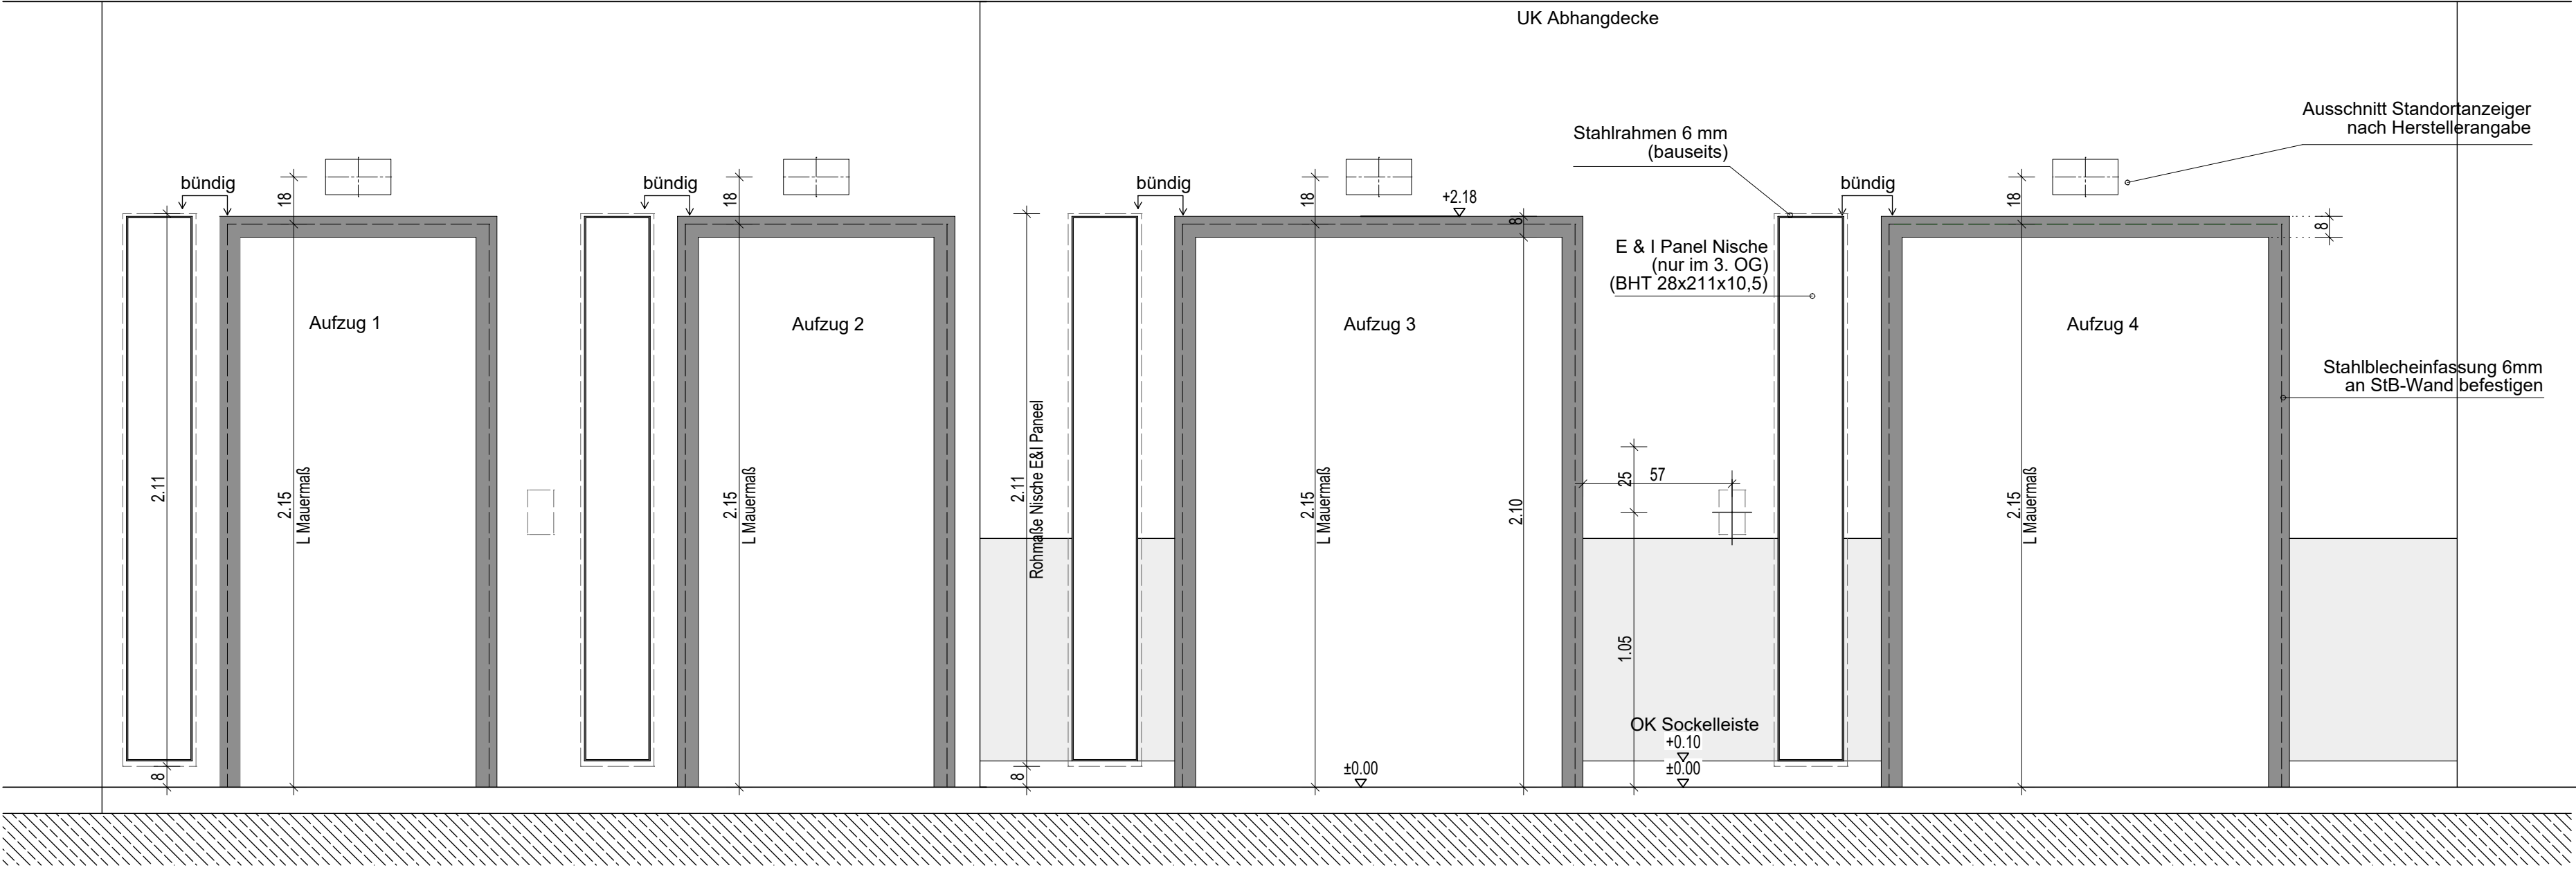 UK Abhangdecke
Ausschnitt Standortanzeiger
nach Herstellerangabe
Stahlrahmen 6 mm
(bauseits)
bündig
bündig
bündig
bündig
18
18
18
18
+2.18
8
8
E & I Panel Nische
(nur im 3. OG)
(BHT 28x211x10,5)
Aufzug 1
Aufzug 2
Aufzug 3
Aufzug 4
Stahlblecheinfassung 6mm
an StB-Wand befestigen
2.11
2.15
L Mauermaß
2.15
L Mauermaß
2.11
Rohmaße Nische E&I Paneel
2.15
L Mauermaß
2.10
25
57
2.15
L Mauermaß
1.05
OK Sockelleiste
+0.10
±0.00
±0.00
8
8